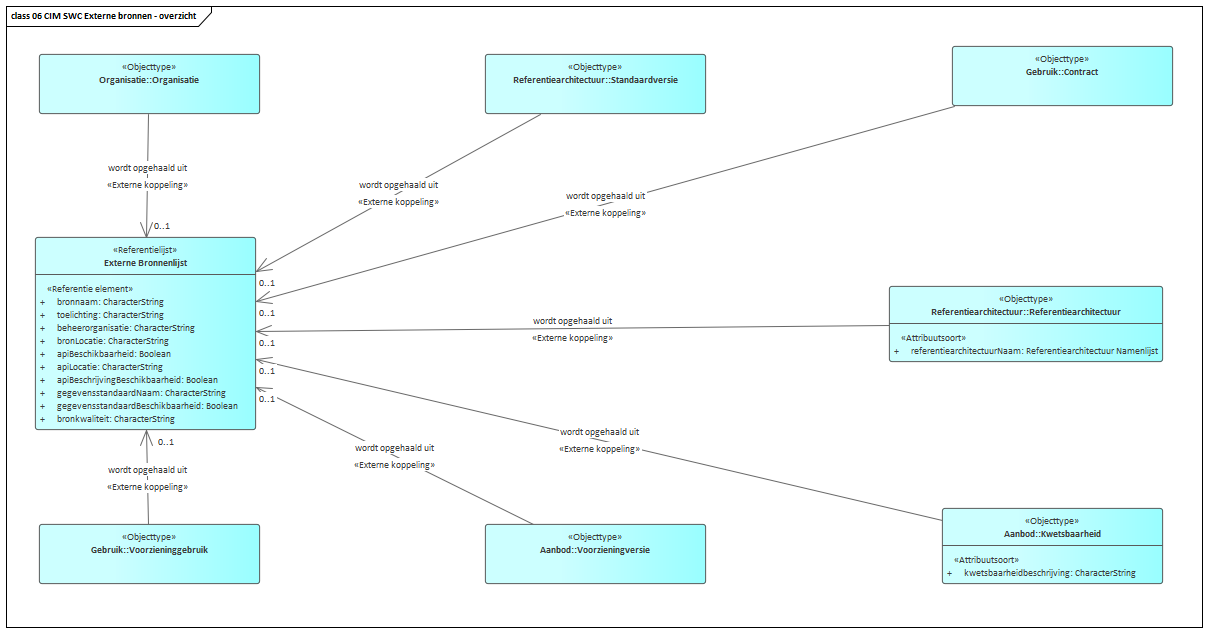 class 06 CIM SWC Externe bronnen - overzicht
«Objecttype»
Organisatie::Organisatie
«Objecttype»
Referentiearchitectuur::Standaardversie
«Objecttype»
Gebruik::Contract
wordt opgehaald uit
«Externe koppeling»
0..1
wordt opgehaald uit
«Externe koppeling»
0..1
wordt opgehaald uit
«Externe koppeling»
0..1
«Referentielijst»
Externe Bronnenlijst
«Referentie element»
+ bronnaam: CharacterString
+ toelichting: CharacterString
+ beheerorganisatie: CharacterString
+ bronLocatie: CharacterString
+ apiBeschikbaarheid: Boolean
+ apiLocatie: CharacterString
+ apiBeschrijvingBeschikbaarheid: Boolean
+ gegevensstandaardNaam: CharacterString
+ gegevensstandaardBeschikbaarheid: Boolean
+ bronkwaliteit: CharacterString
wordt opgehaald uit
«Externe koppeling»
0..1
«Objecttype»
Referentiearchitectuur::Referentiearchitectuur
«Attribuutsoort»
+ referentiearchitectuurNaam: Referentiearchitectuur Namenlijst
0..1
wordt opgehaald uit
«Externe koppeling»
0..1
wordt opgehaald uit
«Externe koppeling»
0..1
wordt opgehaald uit
«Externe koppeling»
«Objecttype»
Gebruik::Voorzieninggebruik
«Objecttype»
Aanbod::Voorzieningversie
«Objecttype»
Aanbod::Kwetsbaarheid
«Attribuutsoort»
+ kwetsbaarheidbeschrijving: CharacterString